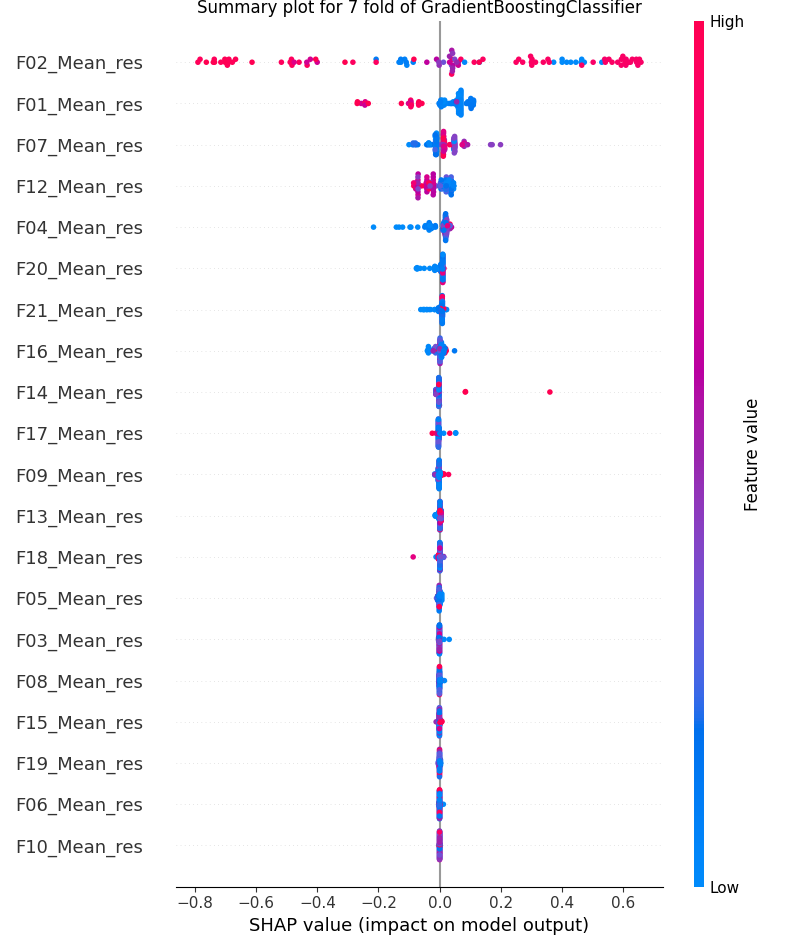 Summary plot for 7 fold of GradientBoostingClassifier
High
F02_Mean_res
F01_Mean_res
F07_Mean_res
F12_Mean_res
F04_Mean_res
F20_Mean_res
F21_Mean_res
F16_Mean_res
F14_Mean_res
F17_Mean_res
F09_Mean_res
F13_Mean_res
F18_Mean_res
F05_Mean_res
F03_Mean_res
F08_Mean_res
F15_Mean_res
F19_Mean_res
F06_Mean_res
F10_Mean_res
Feature value
Low
−0.8 −0.6 −0.4 −0.2 0.0 0.2 0.4 0.6
SHAP value (impact on model output)